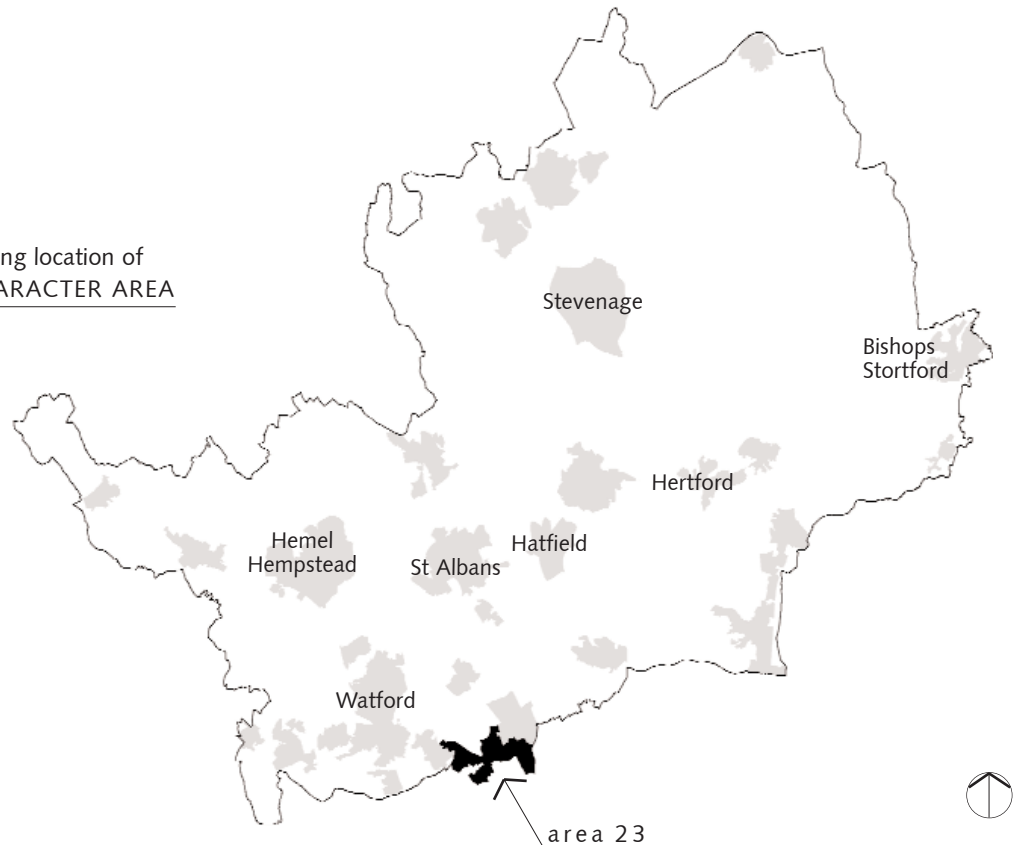 ng location of
ARACTER AREA
Stevenage
Bishops
Stortford
Hertford
Hemel
Hempstead
St Albans
Hatfield
Watford
area 23